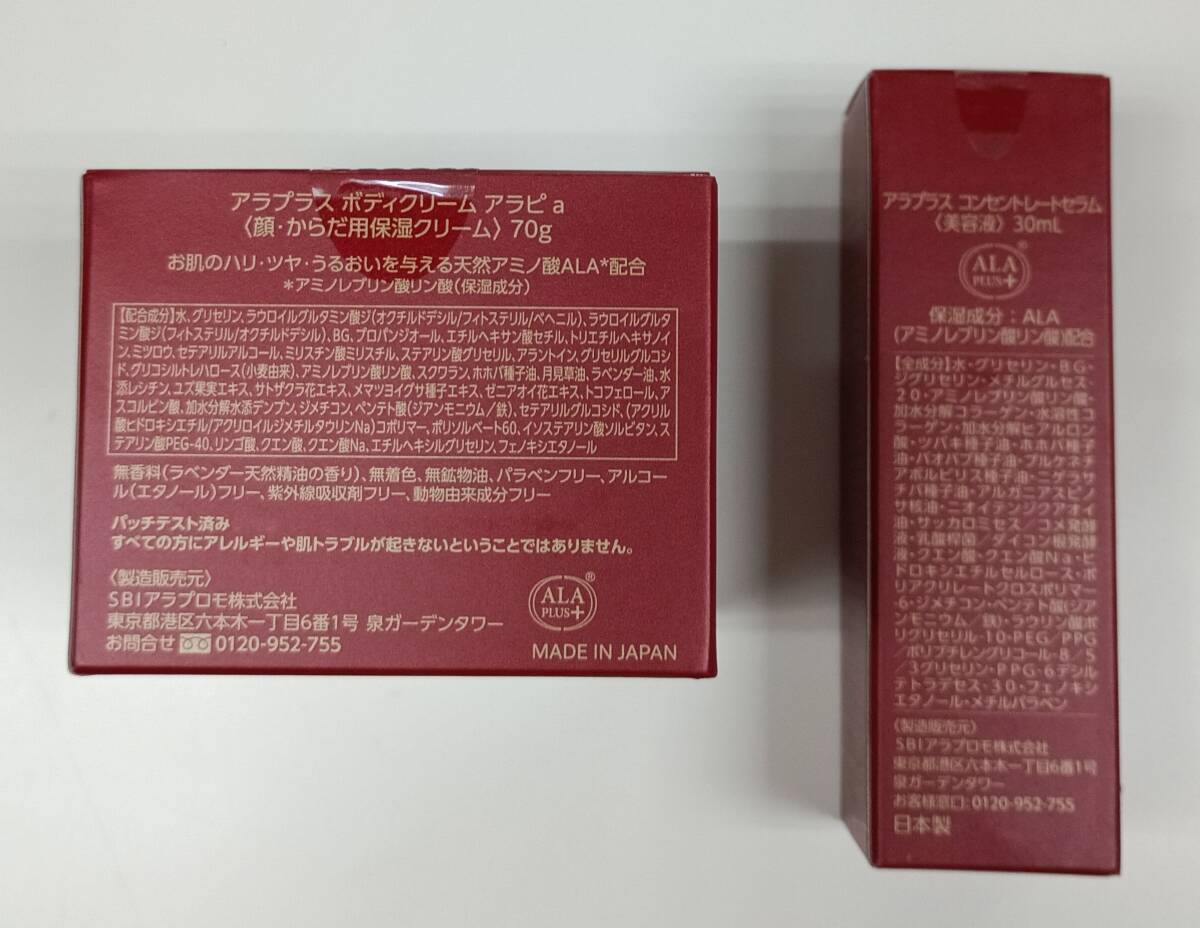 アラプラス ボディクリーム アラピ a
〈顔・からだ用保湿クリーム〉 70g
お肌のハリ・ツヤ・うるおいを与える天然アミノ酸ALA*配合
*アミノレブリン酸リン酸(保湿成分)
【配合成分】水、グリセリン、ラウロイルグルタミン酸ジ(オクチルドデシル/フィトステリル/ベヘニル)、ラウロイルグルタ
ミン酸ジ(フィトステリル/オクチルドデシル)、BG、プロパンジオール、エチルヘキサン酸セチル、トリエチルヘキサノイ
ン、ミツロウ、セテアリルアルコール、ミリスチン酸ミリスチル、ステアリン酸グリセリル、アラントイン、グリセリルグルコシ
ド、グリコシルトレハロース(小麦由来)、アミノレブリン酸リン酸、スクワラン、ホホバ種子油、月見草油、ラベンダー油、水
添レシチン、ユズ果実エキス、サトザクラ花エキス、メマツヨイグサ種子エキス、ゼニアオイ花エキス、トコフェロール、ア
スコルビン酸、加水分解水添デンプン、ジメチコン、ペンテト酸(ジアンモニウム/鉄)、セテアリルグルコシド、(アクリル
酸ヒドロキシエチル/アクリロイルジメチルタウリンNa)コポリマー、ポリソルベート60、イソステアリン酸ソルビタン、ス
テアリン酸PEG-40、リンゴ酸、クエン酸、クエン酸Na、エチルヘキシルグリセリン、フェノキシエタノール
無香料(ラベンダー天然精油の香り)、無着色、無鉱物油、パラベンフリー、アルコー
ル(エタノール)フリー、紫外線吸収剤フリー、動物由来成分フリー
パッチテスト済み
すべての方にアレルギーや肌トラブルが起きないということではありません。
〈製造販売元〉
SBIアラプロモ株式会社
東京都港区六本木一丁目6番1号 泉ガーデンタワー
お問合せ 0120-952-755
ALA
PLUS+
®
MADE IN JAPAN
アラプラス コンセントレートセラム
〈美容液〉 30mL
®
ALA
PLUS+
保湿成分：ALA
(アミノレブリン酸リン酸)配合
【全成分】水・グリセリン・BG・
ジグリセリン・メチルグルセス-
20・アミノレブリン酸リン酸・
加水分解コラーゲン・水溶性コ
ラーゲン・加水分解ヒアルロン
酸・ツバキ種子油・ホホバ種子
油・バオバブ種子油・プルケネチ
アボルビリス種子油・ニゲラサ
チバ種子油・アルガニアスピノ
サ核油・ニオイテンジクアオイ
油・サッカロミセス/コメ発酵
液・乳酸桿菌/ダイコン根発酵
液・クエン酸・クエン酸Na・ヒ
ドロキシエチルセルロース・ポ
リアクリレートクロスポリマー
-6・ジメチコン・ペンテト酸(ジア
ンモニウム/鉄)・ラウリン酸ポ
リグリセリル-10・PEG/PPG
/ポリブチレングリコール-8/5
/3グリセリン・PPG-6デシル
テトラデセス-30・フェノキシ
エタノール・メチルパラベン
〈製造販売元〉
SBIアラプロモ株式会社
東京都港区六本木一丁目6番1号
泉ガーデンタワー
お客様窓口：0120-952-755
日本製